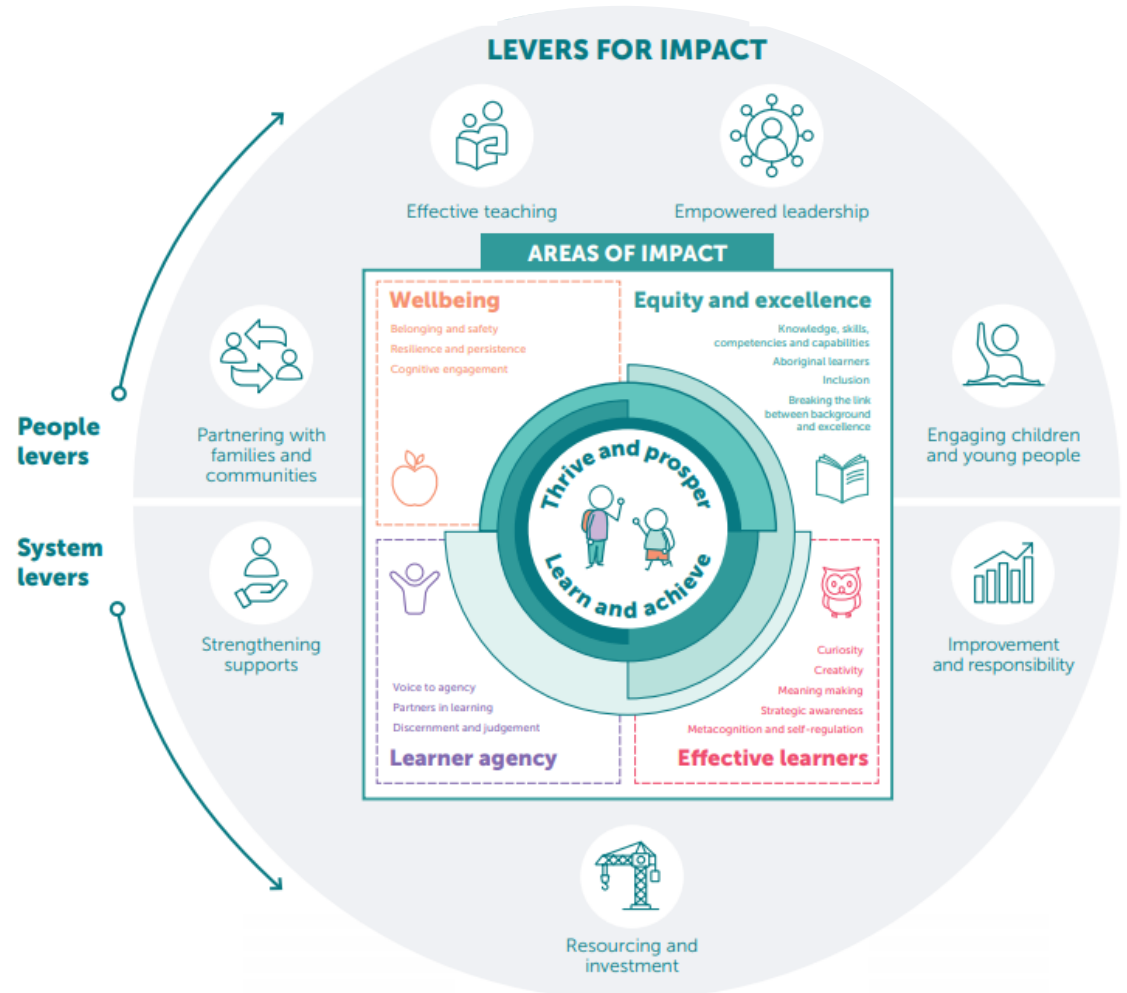 LEVERS FOR IMPACT
Effective teaching
Empowered leadership
People
levers
Partnering with
families and
communities
Engaging children
and young people
AREAS OF IMPACT
Wellbeing
Belonging and safety
Resilience and persistence
Cognitive engagement
Equity and excellence
Knowledge, skills,
competencies and capabilities
Aboriginal learners
Inclusion
Breaking the link
between background
and excellence
Thrive and prosper
Learn and achieve
Voice to agency
Partners in learning
Discernment and judgement
Learner agency
Curiosity
Creativity
Meaning making
Strategic awareness
Metacognition and self-regulation
Effective learners
System
levers
Strengthening
supports
Improvement
and responsibility
Resourcing and
investment